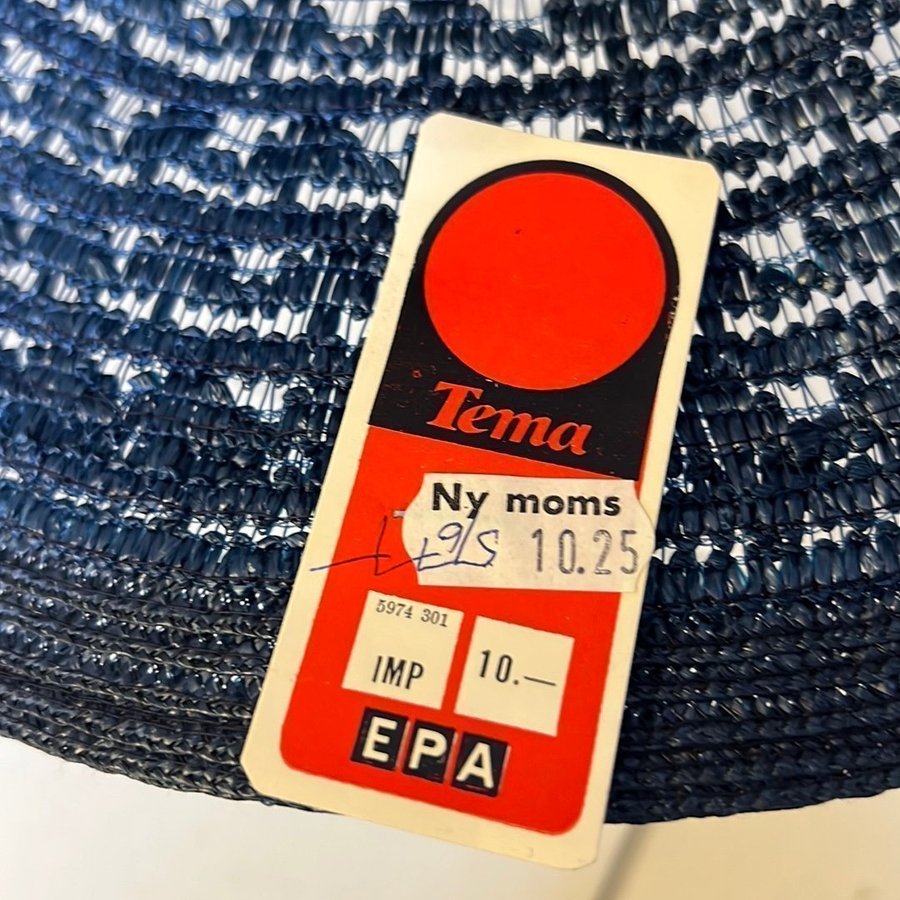 Tema
Ny moms
10.25
5974 301
IMP
10.—
EPA